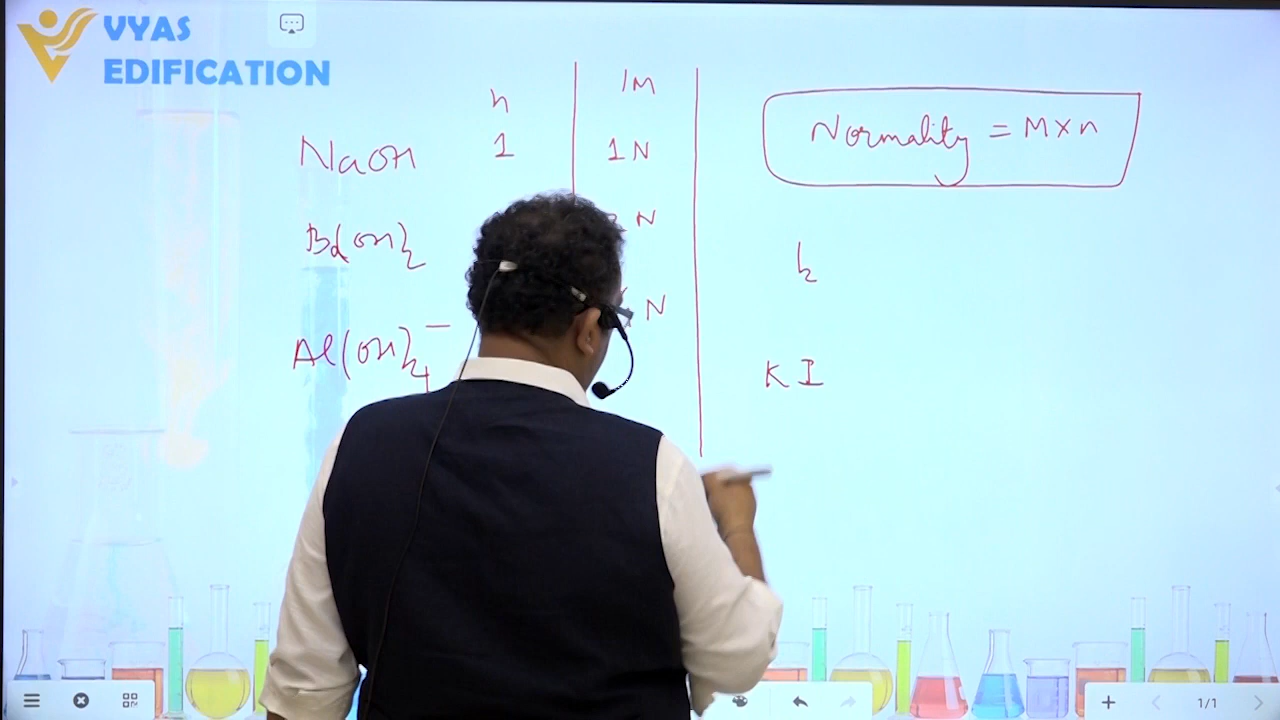 VYAS
EDIFICATION
n
1M
NaOH
1
1N
Normality = M×n
Ba(OH)2
N
I2
N
Al(OH)4 –
KI
1/1